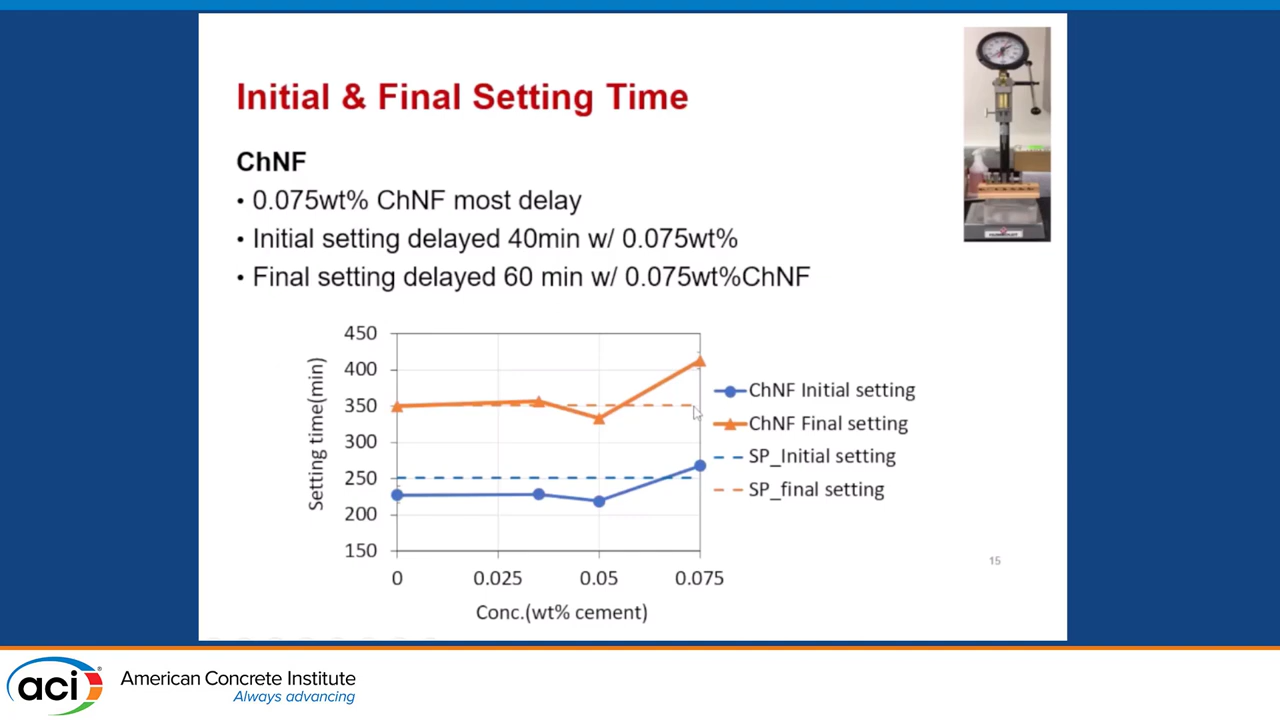 Initial & Final Setting Time
ChNF
• 0.075wt% ChNF most delay
• Initial setting delayed 40min w/ 0.075wt%
• Final setting delayed 60 min w/ 0.075wt%ChNF
450
400
350
300
250
200
150
Setting time(min)
0 0.025 0.05 0.075
Conc.(wt% cement)
ChNF Initial setting
ChNF Final setting
SP_Initial setting
SP_final setting
15
aci®
American Concrete Institute
Always advancing